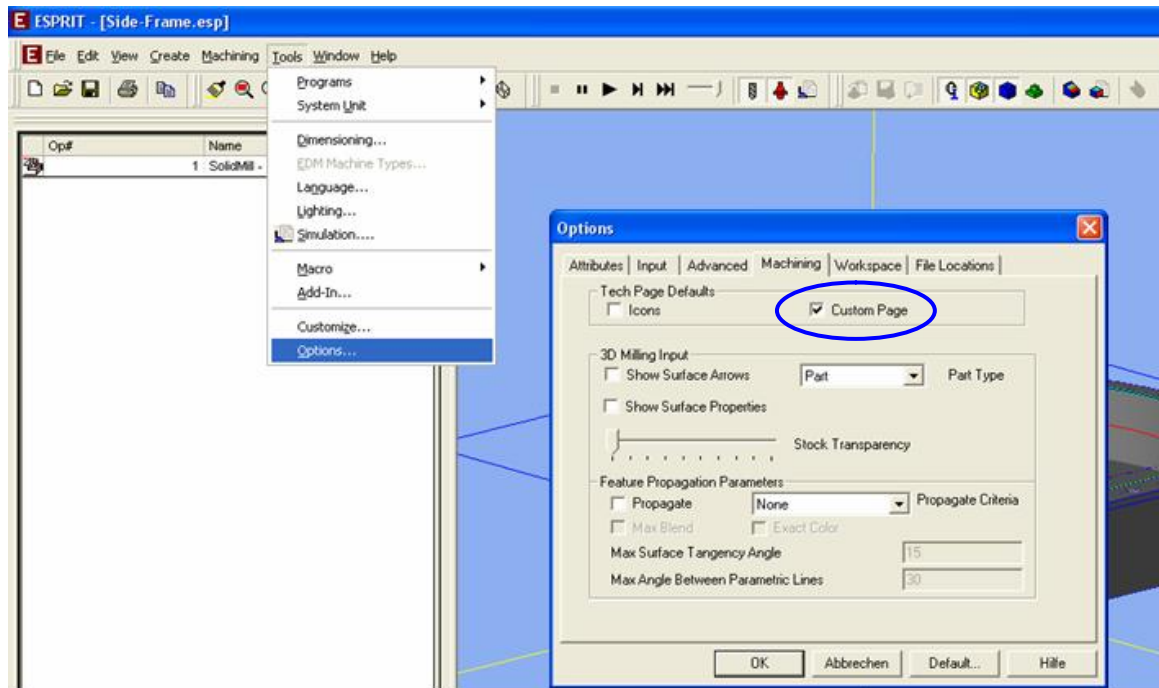 ESPRIT - [Side-Frame.esp]
File Edit View Create Machining Tools Window Help
Programs
System Unit
Dimensioning...
EDM Machine Types...
Language...
Lighting...
Simulation....
Macro
Add-In...
Customize...
Options...
Op# Name
1 SolidMill -
Options
Attributes Input Advanced Machining Workspace File Locations
Tech Page Defaults
Icons Custom Page
3D Milling Input
Show Surface Arrows Part Part Type
Show Surface Properties
Stock Transparency
Feature Propagation Parameters
Propagate None Propagate Criteria
Max Blend Exact Color
Max Surface Tangency Angle 15
Max Angle Between Parametric Lines 30
OK Abbrechen Default... Hilfe